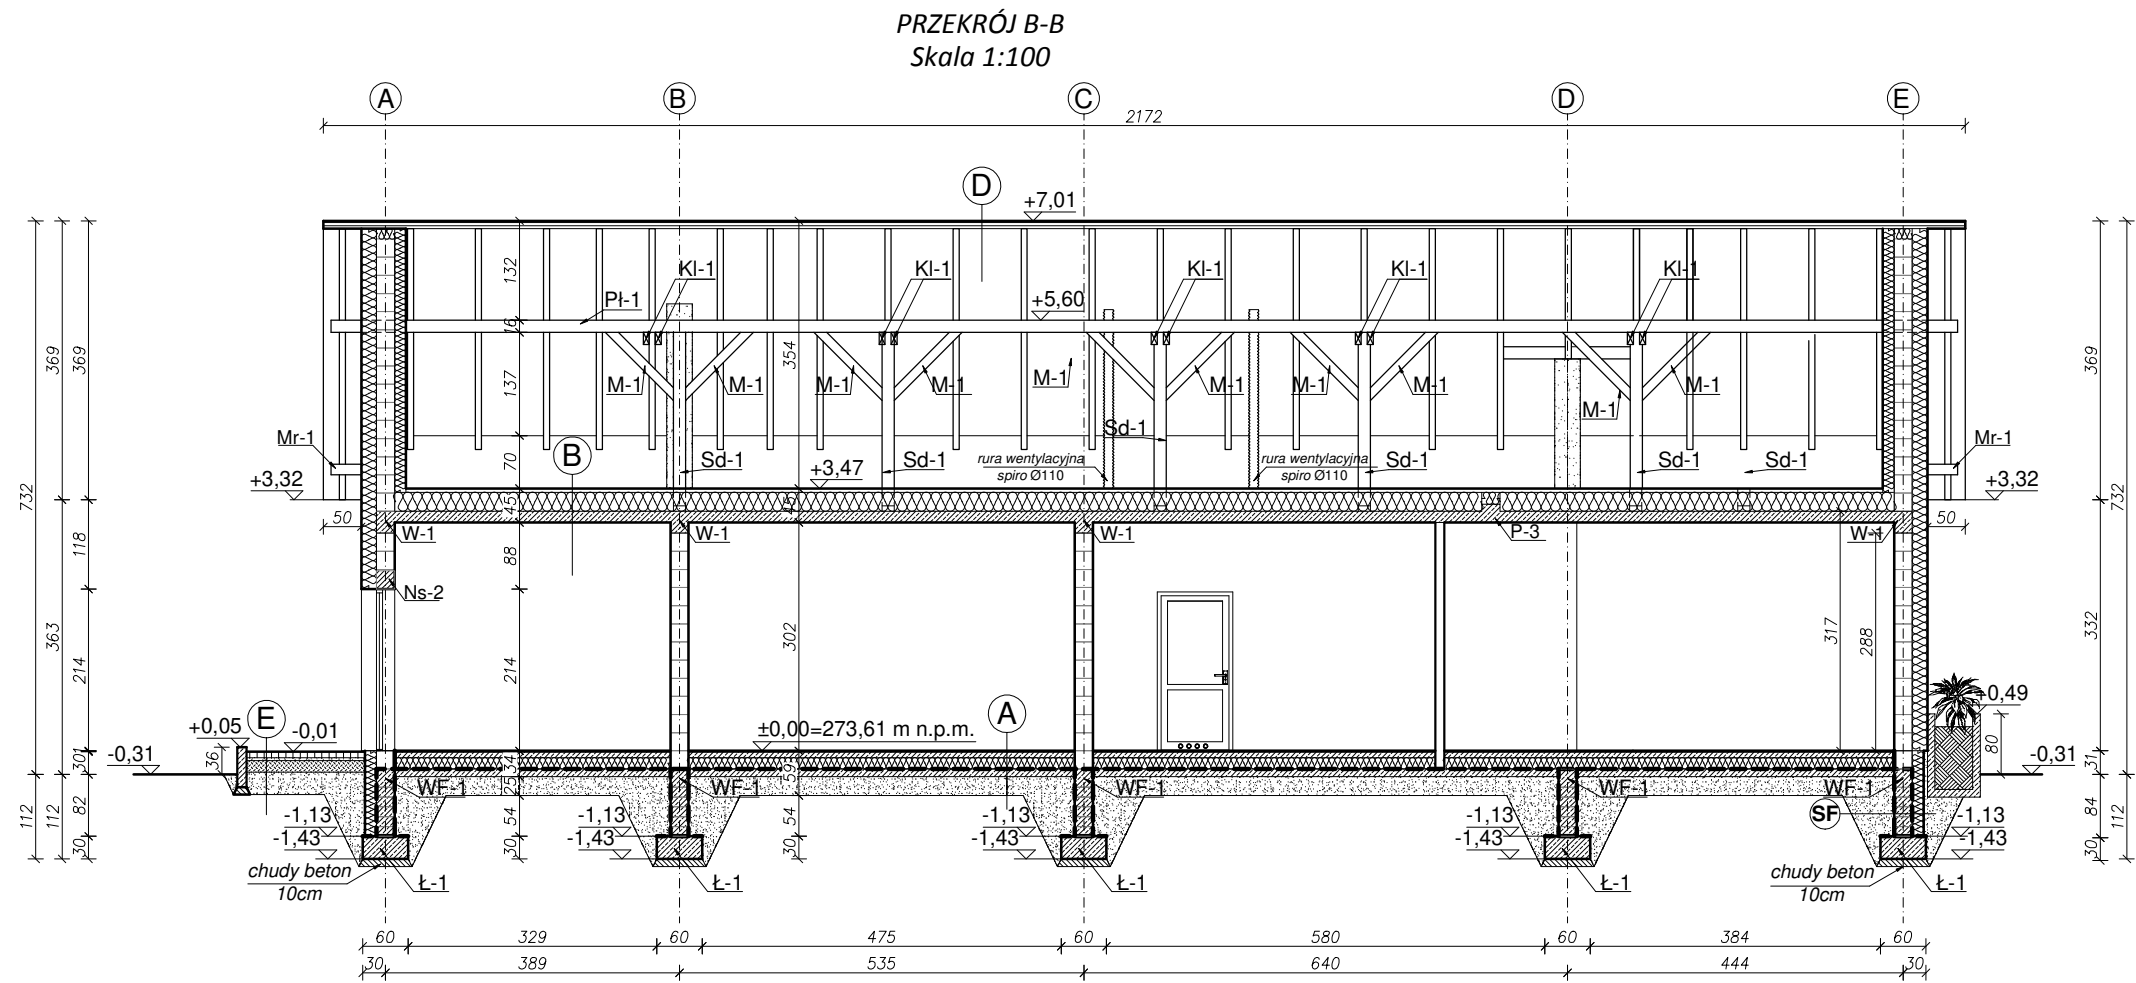 PRZEKRÓJ B-B
Skala 1:100
A B C D E
2172
D
+7,01
Kl-1 Kl-1 Kl-1 Kl-1 Kl-1
Pł-1
+5,60
132
16
137
70
45
88
214
354
45
302
59
54
30
M-1 M-1 M-1 M-1 M-1 M-1 M-1 M-1 M-1 M-1 M-1
Mr-1
Mr-1
B
Sd-1 Sd-1 Sd-1 Sd-1 Sd-1 Sd-1
rura wentylacyjna
spiro Ø110
rura wentylacyjna
spiro Ø110
+3,47
+3,32
+3,32
50
50
W-1 W-1 W-1 W-1
P-3
Ns-2
732
369
369
363
118
214
112
112
82
30
369
332
31
84
30
732
112
317
288
+0,05
E
-0,01
36
-0,31
±0,00=273,61 m n.p.m.
A
+0,49
80
-0,31
WF-1 WF-1 WF-1 WF-1 WF-1
SF
25
54
30
-1,13 -1,13 -1,13 -1,13 -1,13
-1,43 -1,43 -1,43 -1,43 -1,43
chudy beton
10cm
chudy beton
10cm
Ł-1 Ł-1 Ł-1 Ł-1 Ł-1
60 329 60 475 60 580 60 384 60
30 389 535 640 444 30